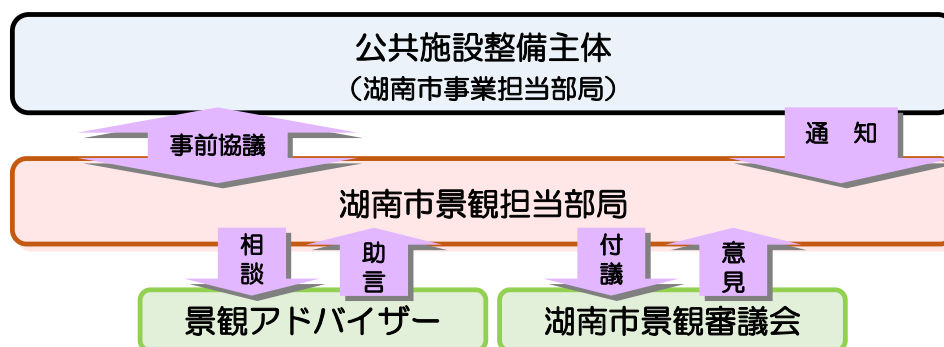 公共施設整備主体
（湖南市事業担当部局）
事前協議
通　知
湖南市景観担当部局
相談
助言
付議
意見
景観アドバイザー
湖南市景観審議会